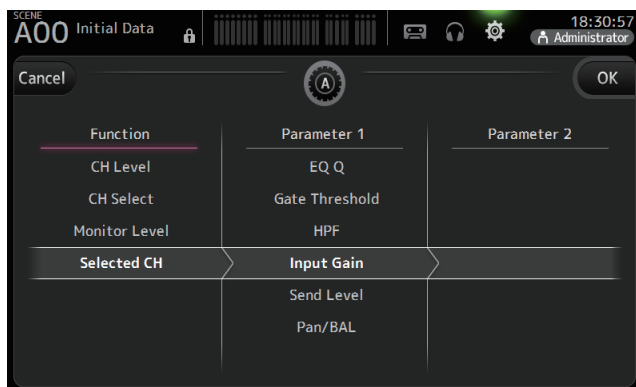 SCENE
A00 Initial Data
18:30:57
Administrator
Cancel
A
OK
Function
Parameter 1
Parameter 2
CH Level
EQ Q
CH Select
Gate Threshold
Monitor Level
HPF
Selected CH
Input Gain
Send Level
Pan/BAL